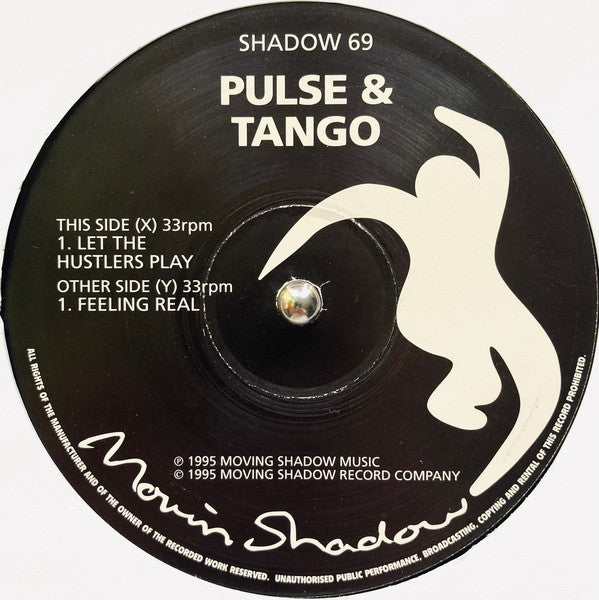 SHADOW 69
PULSE &
TANGO
THIS SIDE (X) 33rpm
1. LET THE
HUSTLERS PLAY
OTHER SIDE (Y) 33rpm
1. FEELING REAL
℗ 1995 MOVING SHADOW MUSIC
© 1995 MOVING SHADOW RECORD COMPANY
Movin Shadow
ALL RIGHTS OF THE MANUFACTURER AND OF THE OWNER OF THE RECORDED WORK RESERVED. UNAUTHORISED PUBLIC PERFORMANCE, BROADCASTING, COPYING AND RENTAL OF THIS RECORD PROHIBITED.